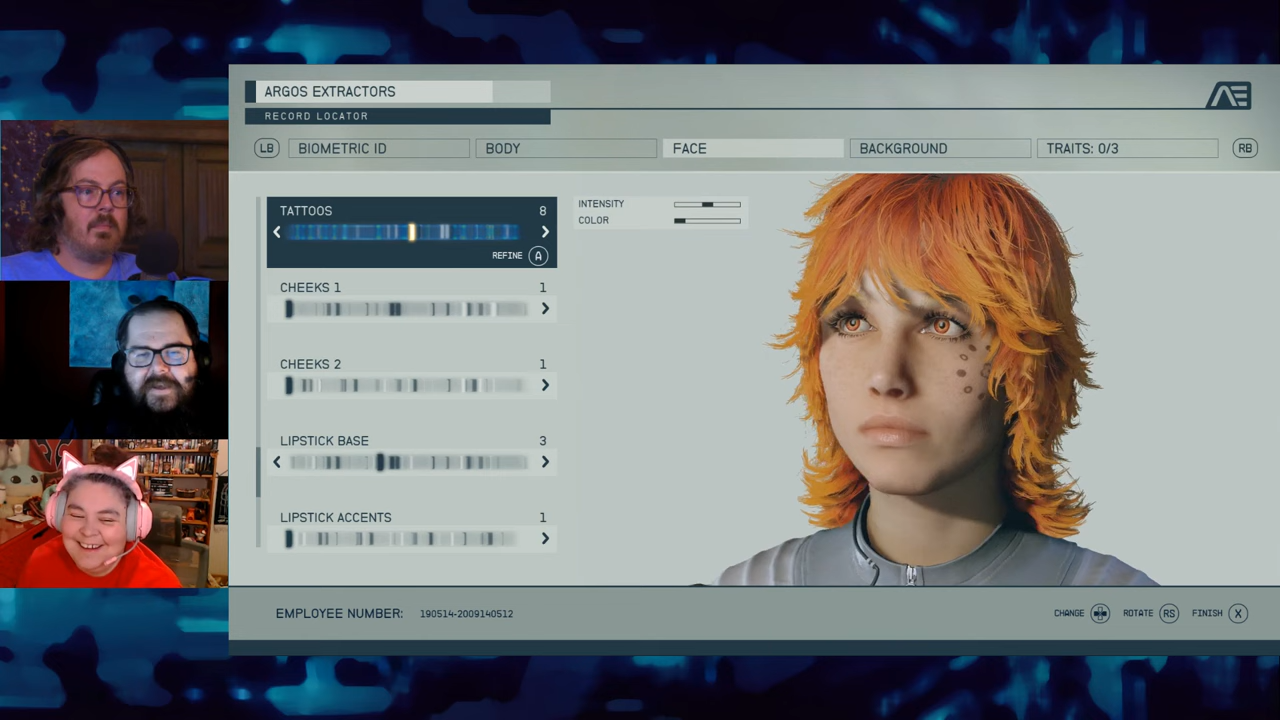 ARGOS EXTRACTORS
RECORD LOCATOR
LB BIOMETRIC ID BODY FACE BACKGROUND TRAITS: 0/3 RB
TATTOOS 8
REFINE A
INTENSITY
COLOR
CHEEKS 1 1
CHEEKS 2 1
LIPSTICK BASE 3
LIPSTICK ACCENTS 1
EMPLOYEE NUMBER: 190514-2009140512
CHANGE ROTATE RS FINISH X